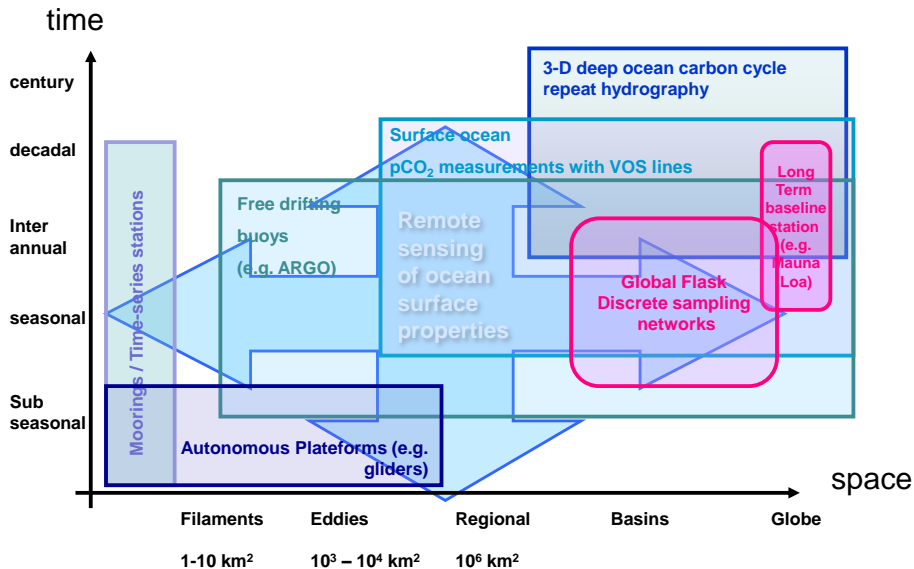 time
century
decadal
Inter
annual
seasonal
Sub
seasonal
3-D deep ocean carbon cycle
repeat hydrography
Surface ocean
pCO₂ measurements with VOS lines
Long
Term
baseline
station
(e.g.
Mauna
Loa)
Free drifting
buoys
(e.g. ARGO)
Remote
sensing
of ocean
surface
properties
Global Flask
Discrete sampling
networks
Moorings / Time-series stations
Autonomous Plateforms (e.g.
gliders)
space
Filaments Eddies Regional Basins Globe
1-10 km² 10³ – 10⁴ km² 10⁶ km²